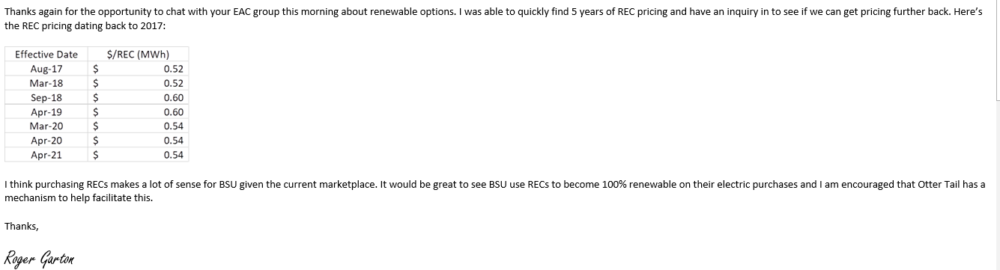 Thanks again for the opportunity to chat with your EAC group this morning about renewable options. I was able to quickly find 5 years of REC pricing and have an inquiry in to see if we can get pricing further back. Here's
the REC pricing dating back to 2017:
Effective Date $/REC (MWh)
Aug-17 $ 0.52
Mar-18 $ 0.52
Sep-18 $ 0.60
Apr-19 $ 0.60
Mar-20 $ 0.54
Apr-20 $ 0.54
Apr-21 $ 0.54
I think purchasing RECs makes a lot of sense for BSU given the current marketplace. It would be great to see BSU use RECs to become 100% renewable on their electric purchases and I am encouraged that Otter Tail has a
mechanism to help facilitate this.
Thanks,
Roger Garton